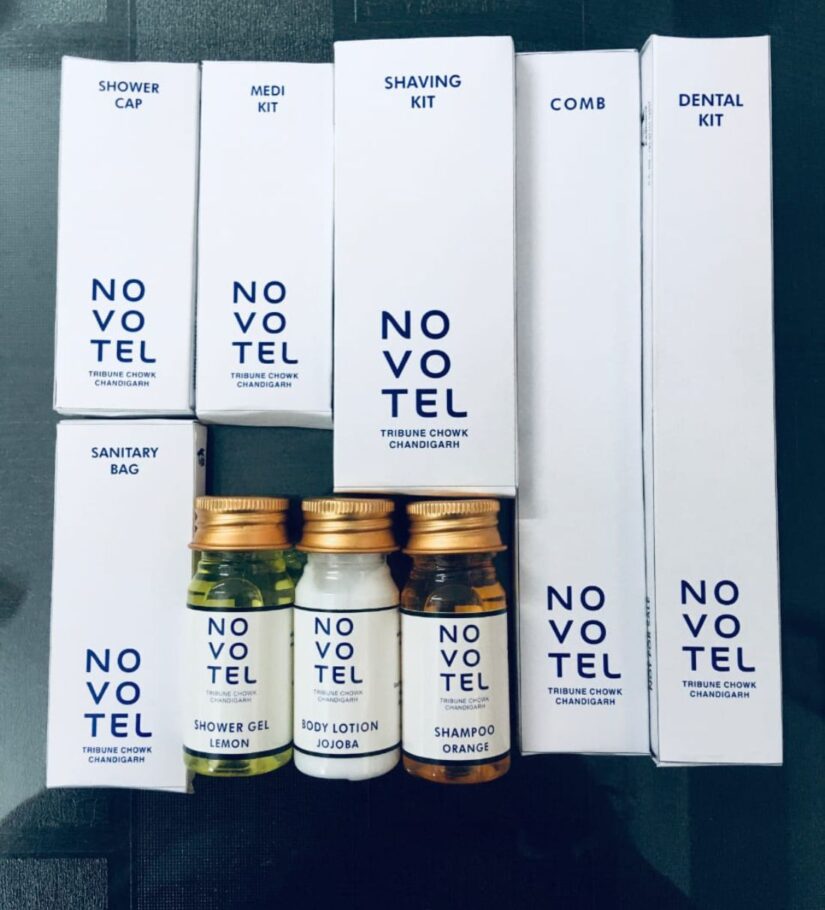 SHOWER
CAP
NO
VO
TEL
TRIBUNE CHOWK
CHANDIGARH
MEDI
KIT
NO
VO
TEL
TRIBUNE CHOWK
CHANDIGARH
SHAVING
KIT
NO
VO
TEL
TRIBUNE CHOWK
CHANDIGARH
COMB
NO
VO
TEL
TRIBUNE CHOWK
CHANDIGARH
DENTAL
KIT
NO
VO
TEL
TRIBUNE CHOWK
CHANDIGARH
SANITARY
BAG
NO
VO
TEL
TRIBUNE CHOWK
CHANDIGARH
NO
VO
TEL
TRIBUNE CHOWK
CHANDIGARH
SHOWER GEL
LEMON
NO
VO
TEL
TRIBUNE CHOWK
CHANDIGARH
BODY LOTION
JOJOBA
NO
VO
TEL
TRIBUNE CHOWK
CHANDIGARH
SHAMPOO
ORANGE
NOT FOR SALE